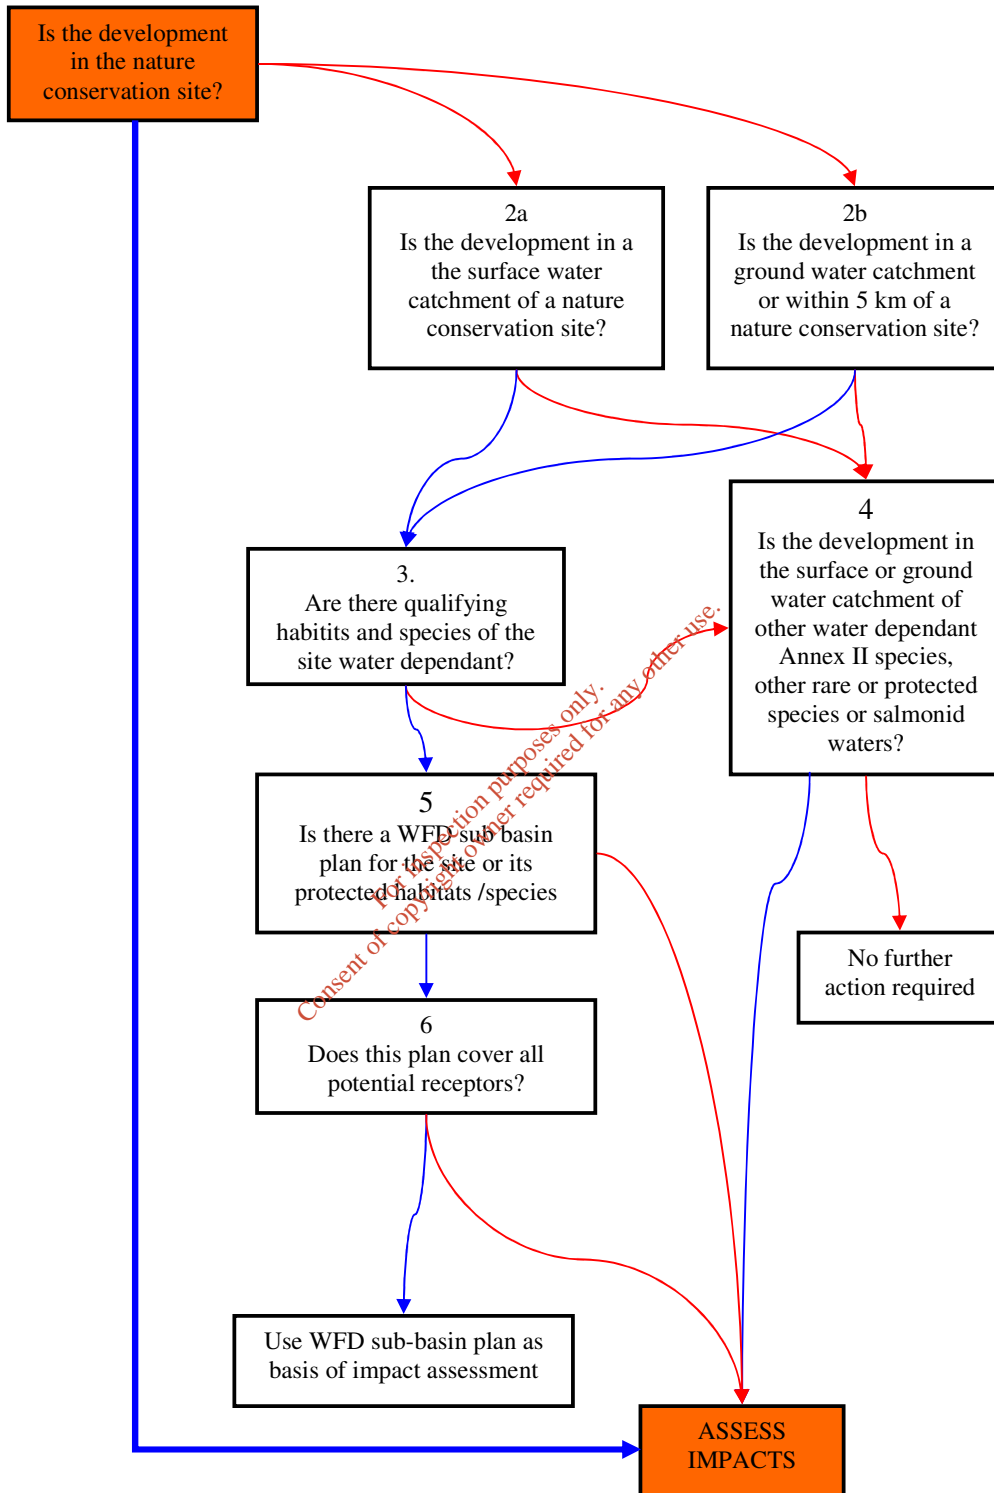 Is the development
in the nature
conservation site?
2a
Is the development in a
the surface water
catchment of a nature
conservation site?
2b
Is the development in a
ground water catchment
or within 5 km of a
nature conservation site?
3.
Are there qualifying
habitits and species of the
site water dependant?
4
Is the development in
the surface or ground
water catchment of
other water dependant
Annex II species,
other rare or protected
species or salmonid
waters?
5
Is there a WFD sub basin
plan for the site or its
protected habitats /species
For inspection purposes only.
Consent of copyright owner required for any other use.
No further
action required
6
Does this plan cover all
potential receptors?
Use WFD sub-basin plan as
basis of impact assessment
ASSESS
IMPACTS